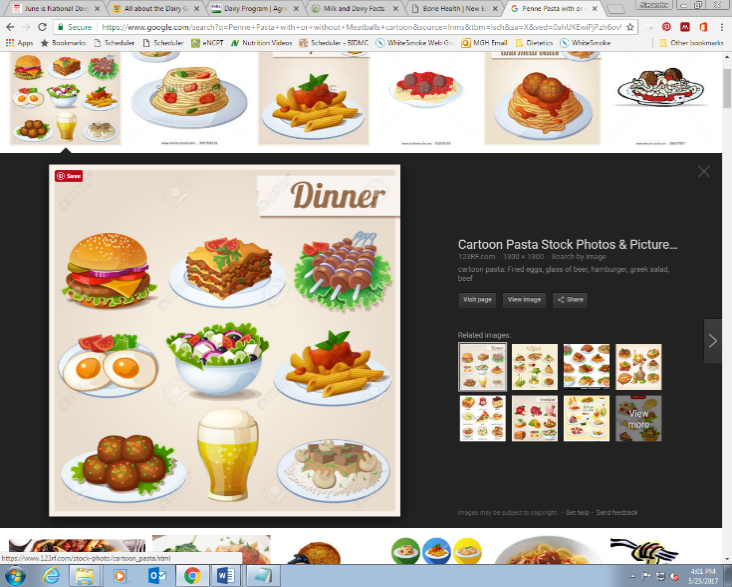 June is National Dai
All about the Dairy G
Dairy Program | Agri
Milk and Dairy Facts
Bone Health | New E
Penne Pasta with or
Secure
https://www.google.com/search?q=Penne+Pasta+with+or+without+Meatballs+cartoon&source=lnms&tbm=isch&sa=X&ved=
Apps
Bookmarks
Scheduler
Scheduler
eNCPT
Nutrition Videos
Scheduler - BIDMC
WhiteSmoke Web
MGH Email
Dietetics
WhiteSmoke
Other bookmarks
and meat balls
Save
Dinner
Cartoon Pasta Stock Photos & Picture...
123RF.com - 1300 × 1300 - Search by image
cartoon pasta: Fried eggs, glass of beer, hamburger, greek salad,
beef
Visit page
View image
Share
Related images:
View
more
Images may be subject to copyright. - Get help - Send feedback
https://www.123rf.com/stock-photo/cartoon_pasta.html
4:01 PM
5/25/2017